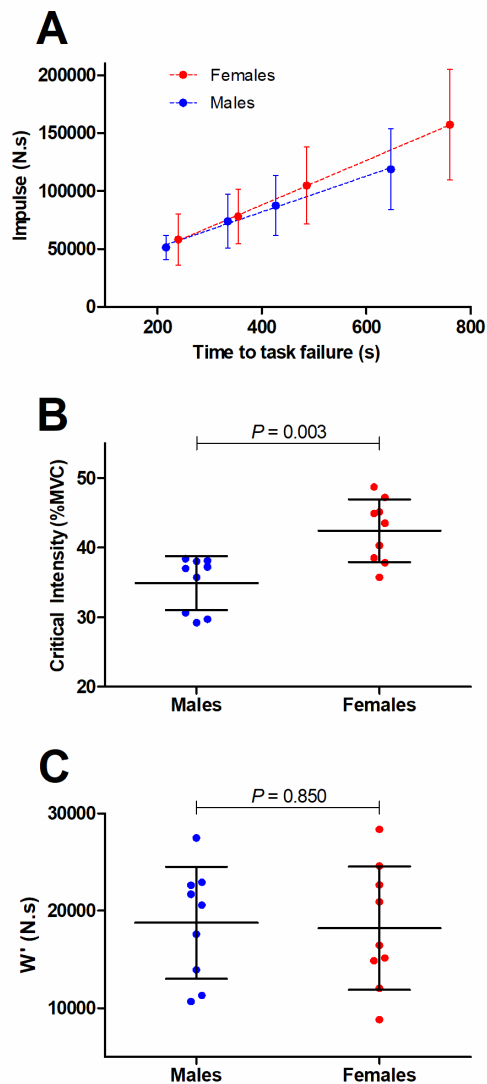 A
Females
Males
Impulse (N.s)
200000
150000
100000
50000
0
200 400 600 800
Time to task failure (s)
B
P = 0.003
Critical Intensity (%MVC)
50
40
30
20
Males Females
C
P = 0.850
W' (N.s)
30000
20000
10000
Males Females